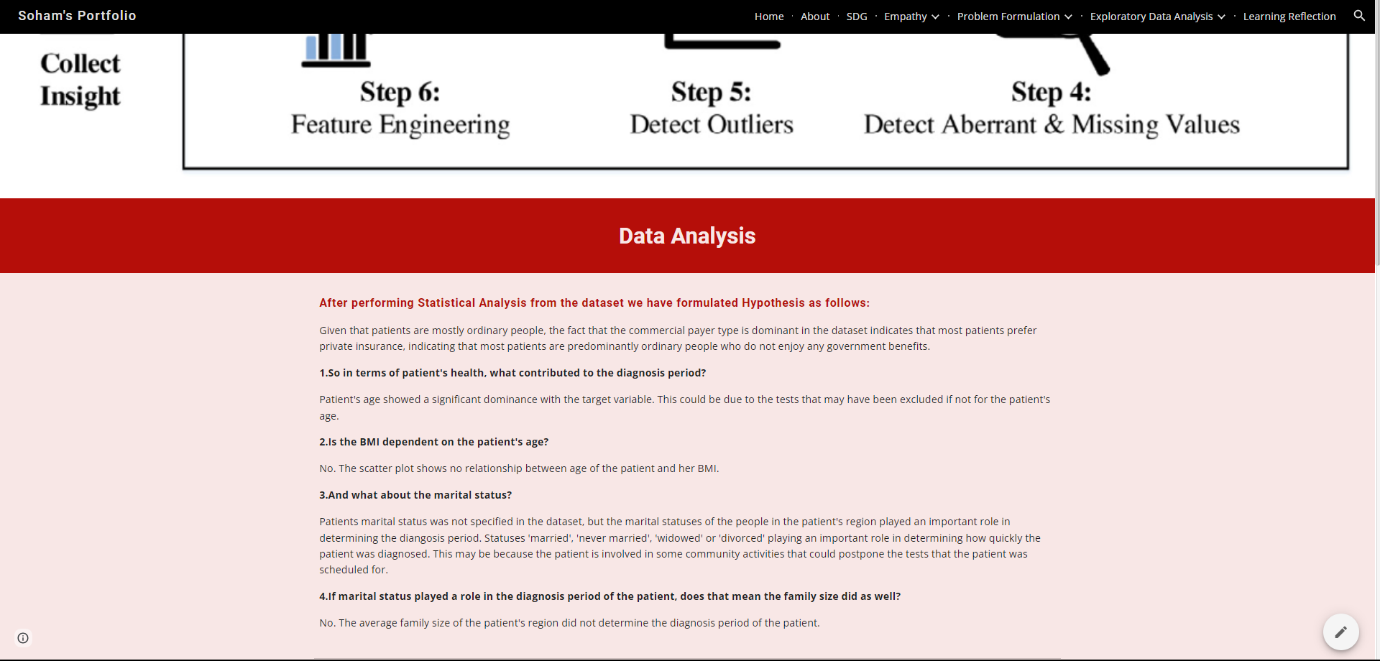 Soham's Portfolio
Home · About · SDG · Empathy · Problem Formulation · Exploratory Data Analysis · Learning Reflection
Collect
Insight
Step 6:
Feature Engineering
Step 5:
Detect Outliers
Step 4:
Detect Aberrant & Missing Values
Data Analysis
After performing Statistical Analysis from the dataset we have formulated Hypothesis as follows:
Given that patients are mostly ordinary people, the fact that the commercial payer type is dominant in the dataset indicates that most patients prefer
private insurance, indicating that most patients are predominantly ordinary people who do not enjoy any government benefits.
1.So in terms of patient's health, what contributed to the diagnosis period?
Patient's age showed a significant dominance with the target variable. This could be due to the tests that may have been excluded if not for the patient's
age.
2.Is the BMI dependent on the patient's age?
No. The scatter plot shows no relationship between age of the patient and her BMI.
3.And what about the marital status?
Patients marital status was not specified in the dataset, but the marital statuses of the people in the patient's region played an important role in
determining the diangosis period. Statuses 'married', 'never married', 'widowed' or 'divorced' playing an important role in determining how quickly the
patient was diagnosed. This may be because the patient is involved in some community activities that could postpone the tests that the patient was
scheduled for.
4.If marital status played a role in the diagnosis period of the patient, does that mean the family size did as well?
No. The average family size of the patient's region did not determine the diagnosis period of the patient.